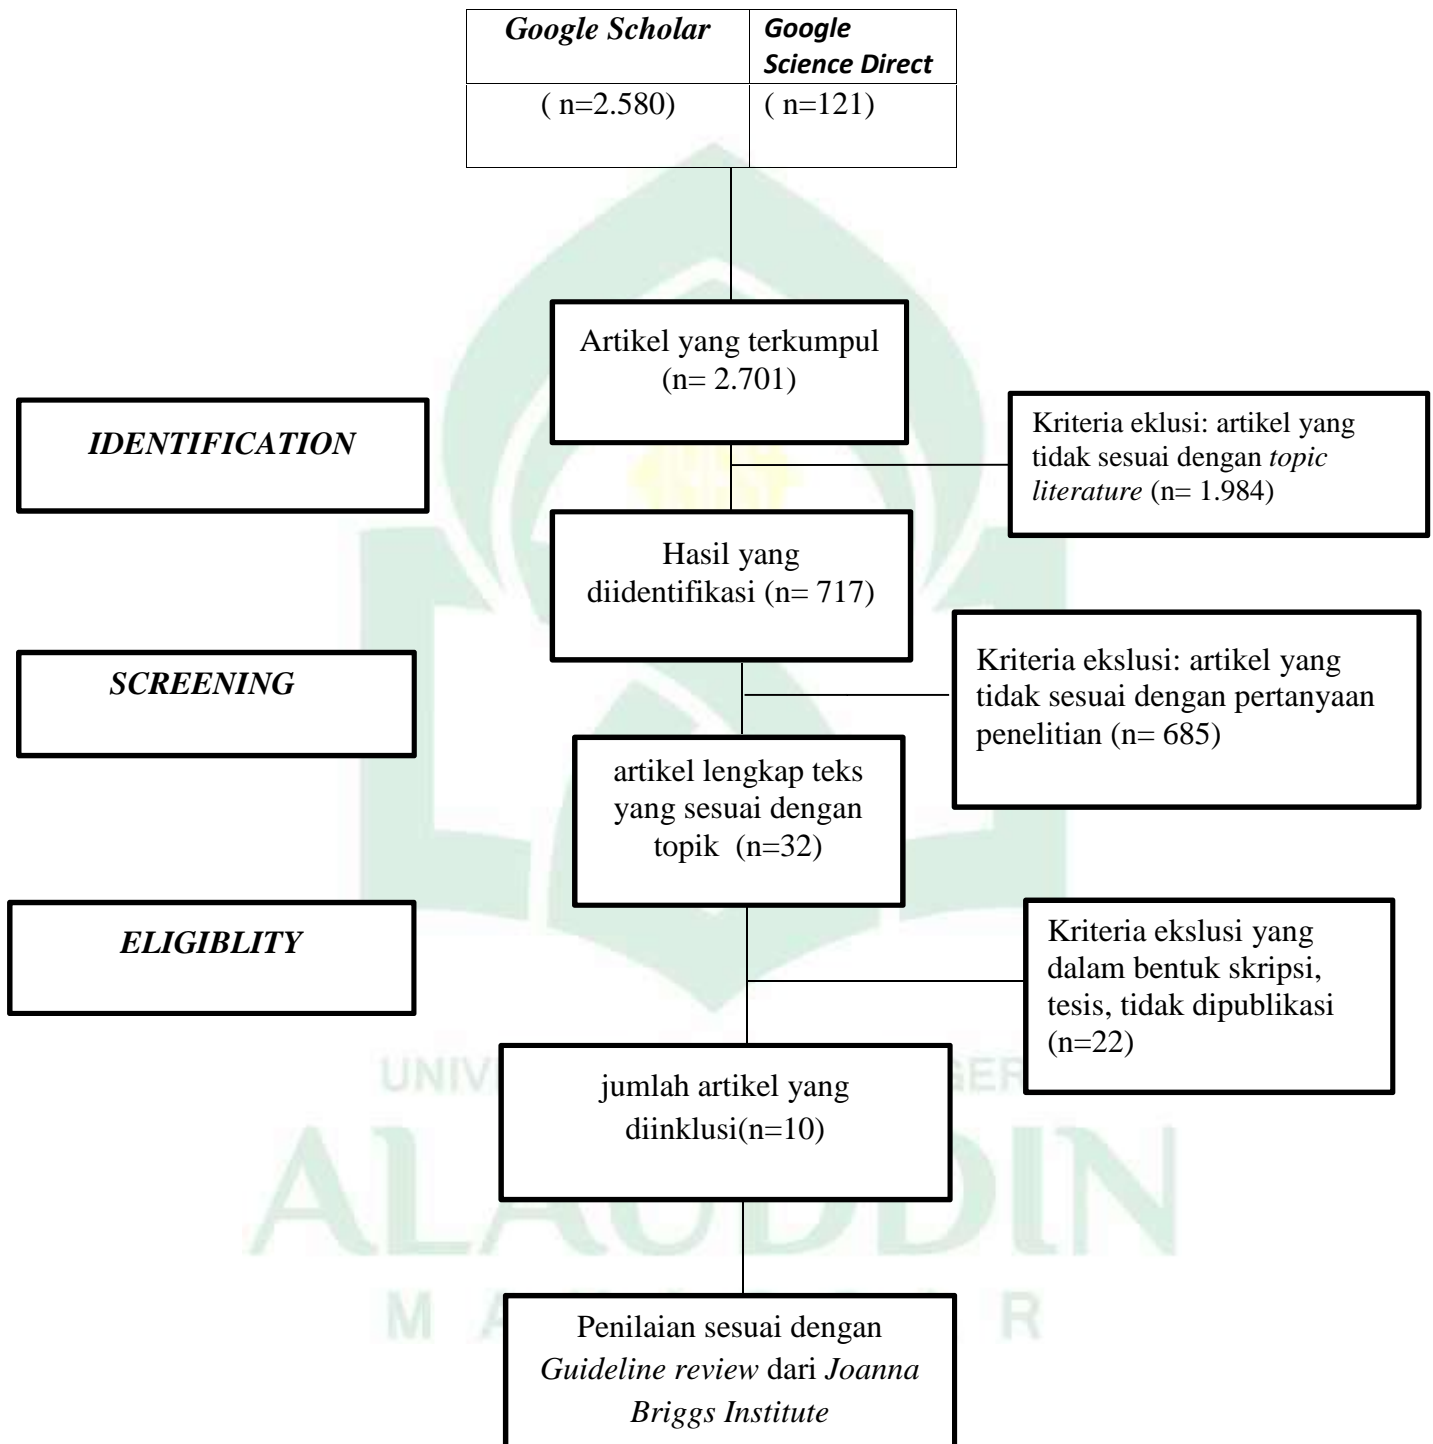 Google Scholar
Google
Science Direct
( n=2.580)
( n=121)
Artikel yang terkumpul
(n= 2.701)
IDENTIFICATION
Kriteria eklusi: artikel yang
tidak sesuai dengan topic
literature (n= 1.984)
Hasil yang
diidentifikasi (n= 717)
SCREENING
Kriteria ekslusi: artikel yang
tidak sesuai dengan pertanyaan
penelitian (n= 685)
artikel lengkap teks
yang sesuai dengan
topik (n=32)
ELIGIBLITY
Kriteria ekslusi yang
dalam bentuk skripsi,
tesis, tidak dipublikasi
(n=22)
jumlah artikel yang
diinklusi(n=10)
ALAUDDIN
Penilaian sesuai dengan
Guideline review dari Joanna
Briggs Institute